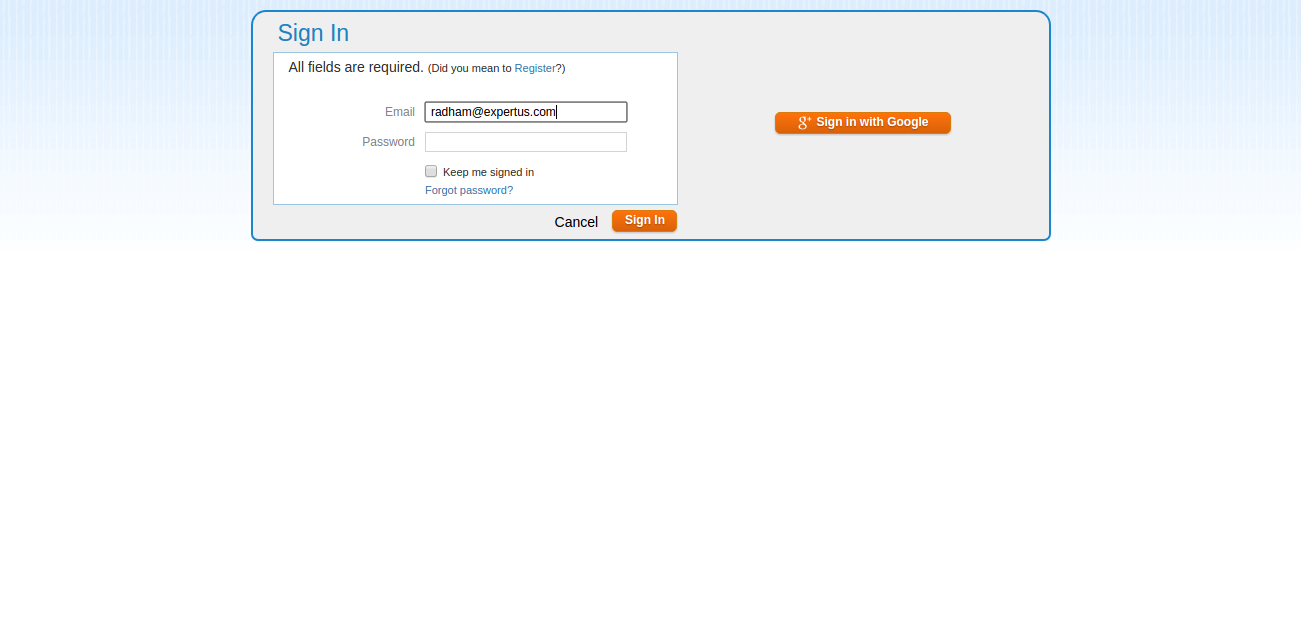 Sign In
All fields are required. (Did you mean to Register?)
Email radham@expertus.com
Password
Keep me signed in
Forgot password?
Cancel Sign In
g+ Sign in with Google